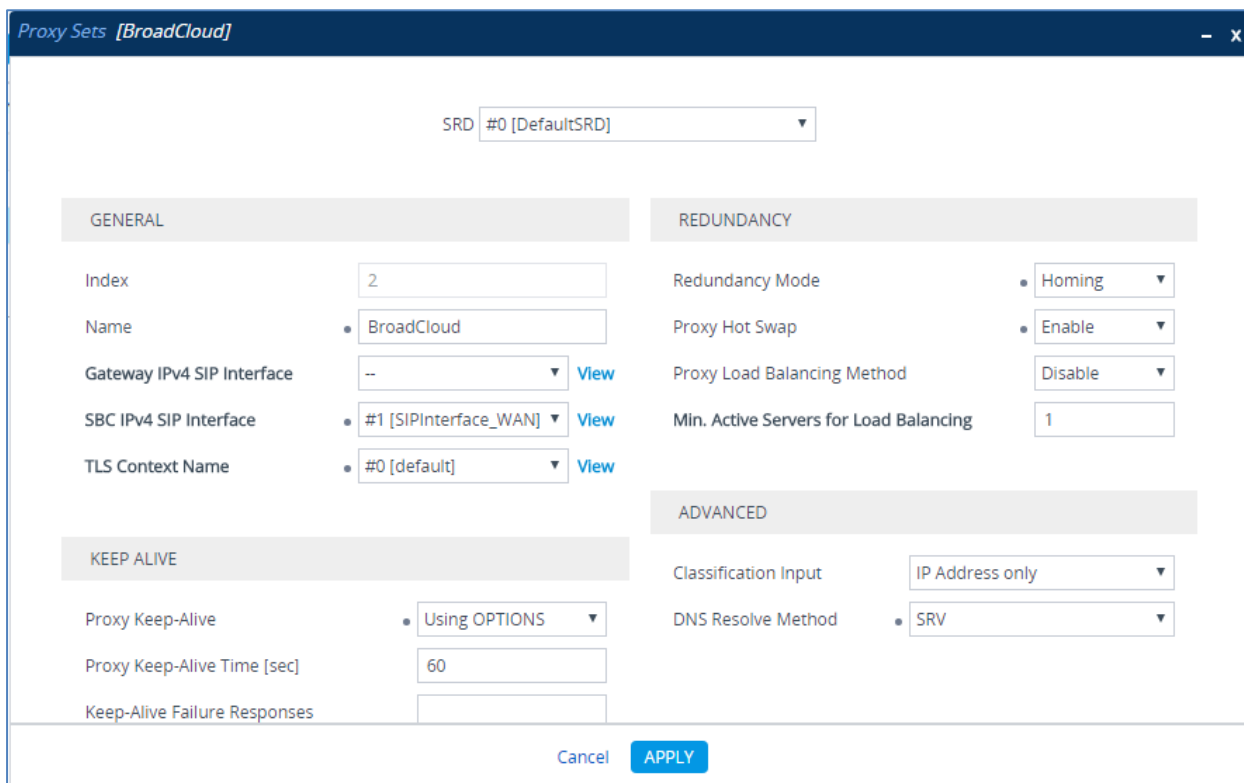 Proxy Sets [BroadCloud] – x
SRD #0 [DefaultSRD]
GENERAL
Index 2
Name BroadCloud
Gateway IPv4 SIP Interface -- View
SBC IPv4 SIP Interface #1 [SIPInterface_WAN] View
TLS Context Name #0 [default] View
KEEP ALIVE
Proxy Keep-Alive Using OPTIONS
Proxy Keep-Alive Time [sec] 60
Keep-Alive Failure Responses
REDUNDANCY
Redundancy Mode Homing
Proxy Hot Swap Enable
Proxy Load Balancing Method Disable
Min. Active Servers for Load Balancing 1
ADVANCED
Classification Input IP Address only
DNS Resolve Method SRV
Cancel APPLY